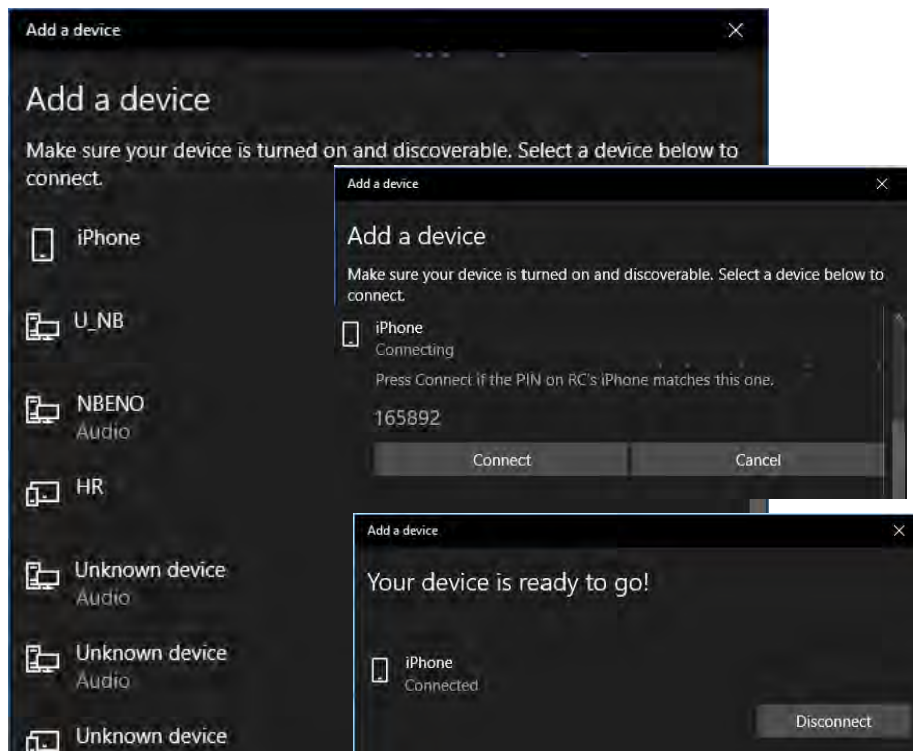 Add a device
Add a device
Make sure your device is turned on and discoverable. Select a device below to
connect.
iPhone
U_NB
NBENO
Audio
HR
Unknown device
Audio
Unknown device
Audio
Unknown device
Add a device
Add a device
Make sure your device is turned on and discoverable. Select a device below to
connect.
iPhone
Connecting
Press Connect if the PIN on RC's iPhone matches this one.
165892
Connect Cancel
Add a device
Your device is ready to go!
iPhone
Connected
Disconnect